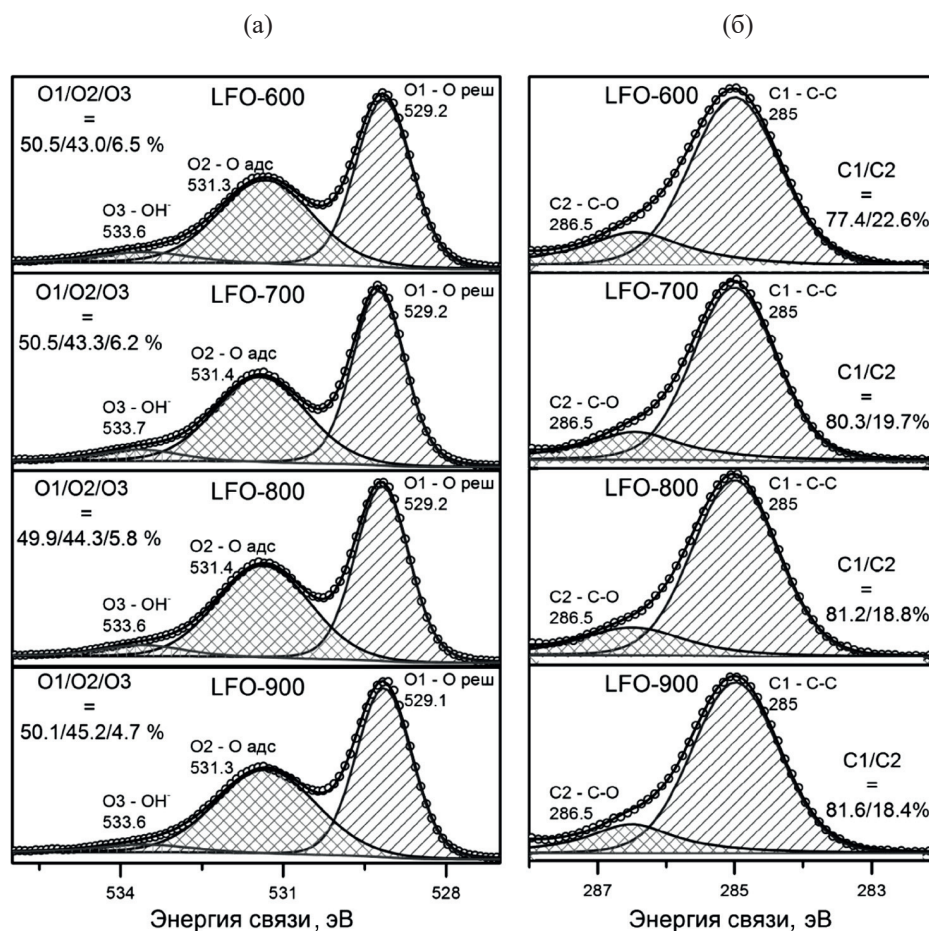 (а)
(б)
O1/O2/O3
=
50.5/43.0/6.5 %
LFO-600
O1 - O реш
529.2
O2 - O адс
531.3
O3 - OH⁻
533.6
LFO-600
C1 - C-C
285
C2 - C-O
286.5
C1/C2
=
77.4/22.6%
O1/O2/O3
=
50.5/43.3/6.2 %
LFO-700
O1 - O реш
529.2
O2 - O адс
531.4
O3 - OH⁻
533.7
LFO-700
C1 - C-C
285
C2 - C-O
286.5
C1/C2
=
80.3/19.7%
O1/O2/O3
=
49.9/44.3/5.8 %
LFO-800
O1 - O реш
529.2
O2 - O адс
531.4
O3 - OH⁻
533.6
LFO-800
C1 - C-C
285
C2 - C-O
286.5
C1/C2
=
81.2/18.8%
O1/O2/O3
=
50.1/45.2/4.7 %
LFO-900
O1 - O реш
529.1
O2 - O адс
531.3
O3 - OH⁻
533.6
LFO-900
C1 - C-C
285
C2 - C-O
286.5
C1/C2
=
81.6/18.4%
534 531 528
287 285 283
Энергия связи, эВ
Энергия связи, эВ